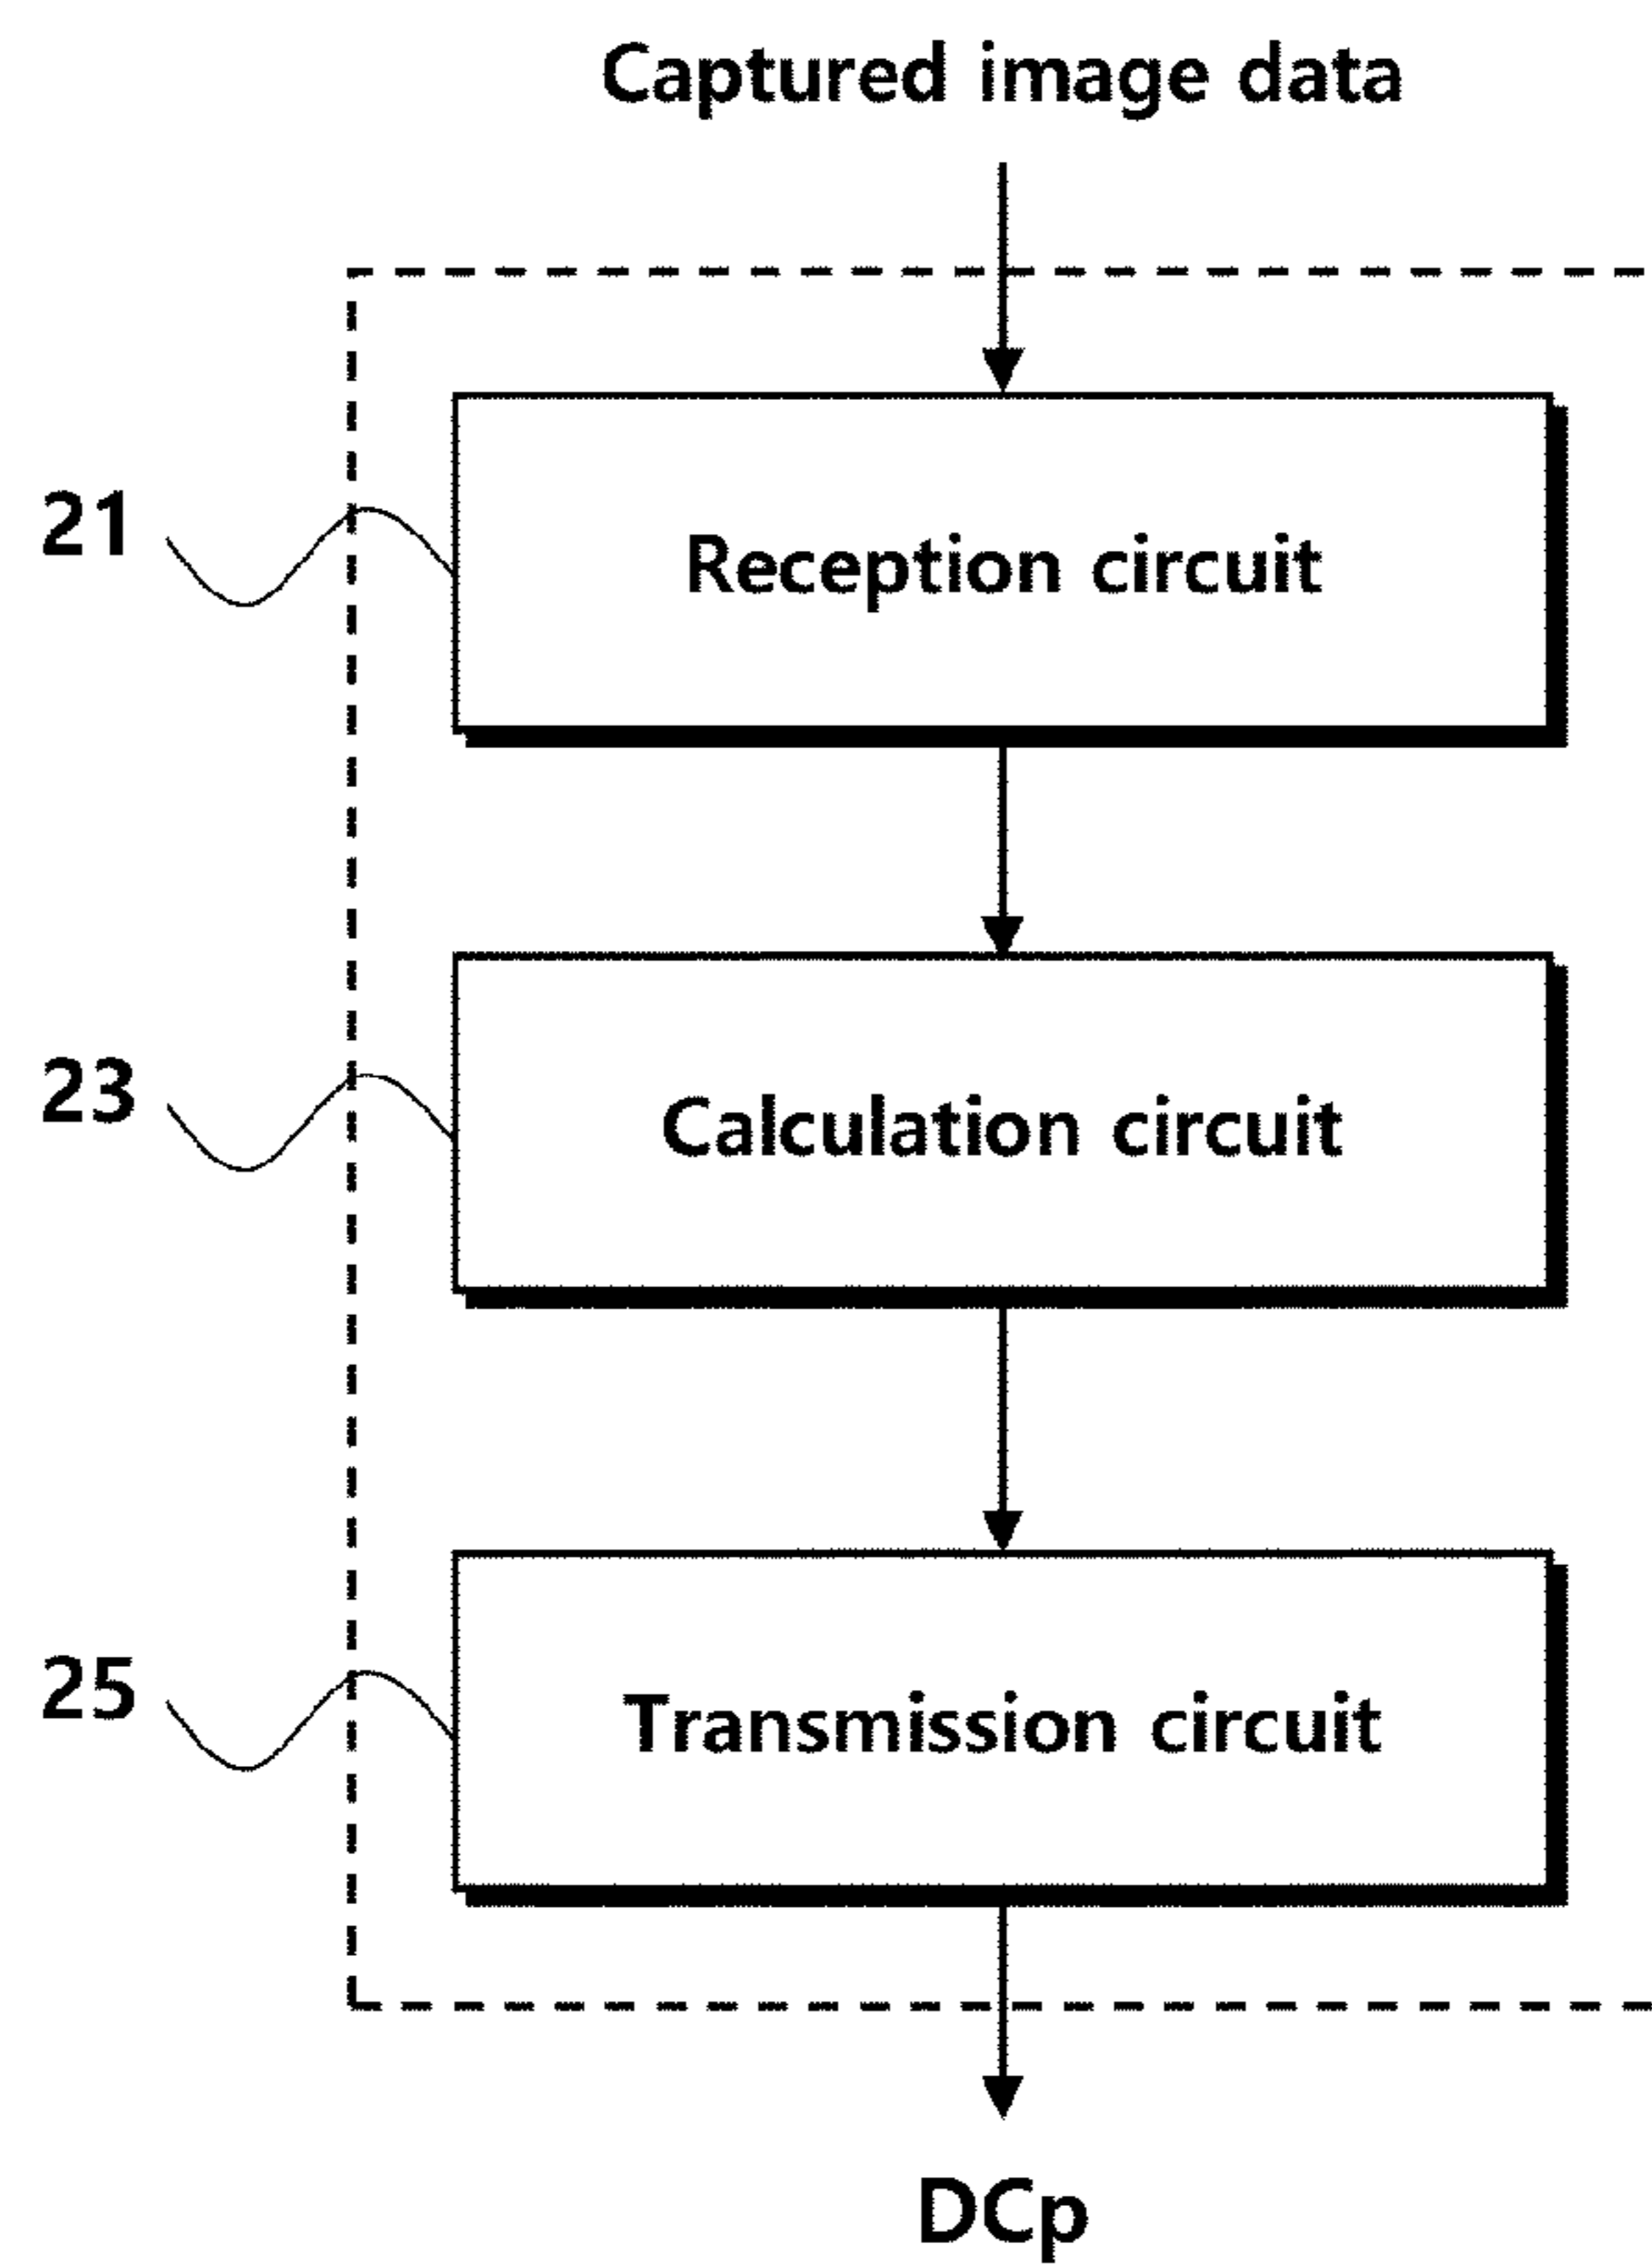 Captured image data
21
Reception circuit
23
Calculation circuit
25
Transmission circuit
DCp